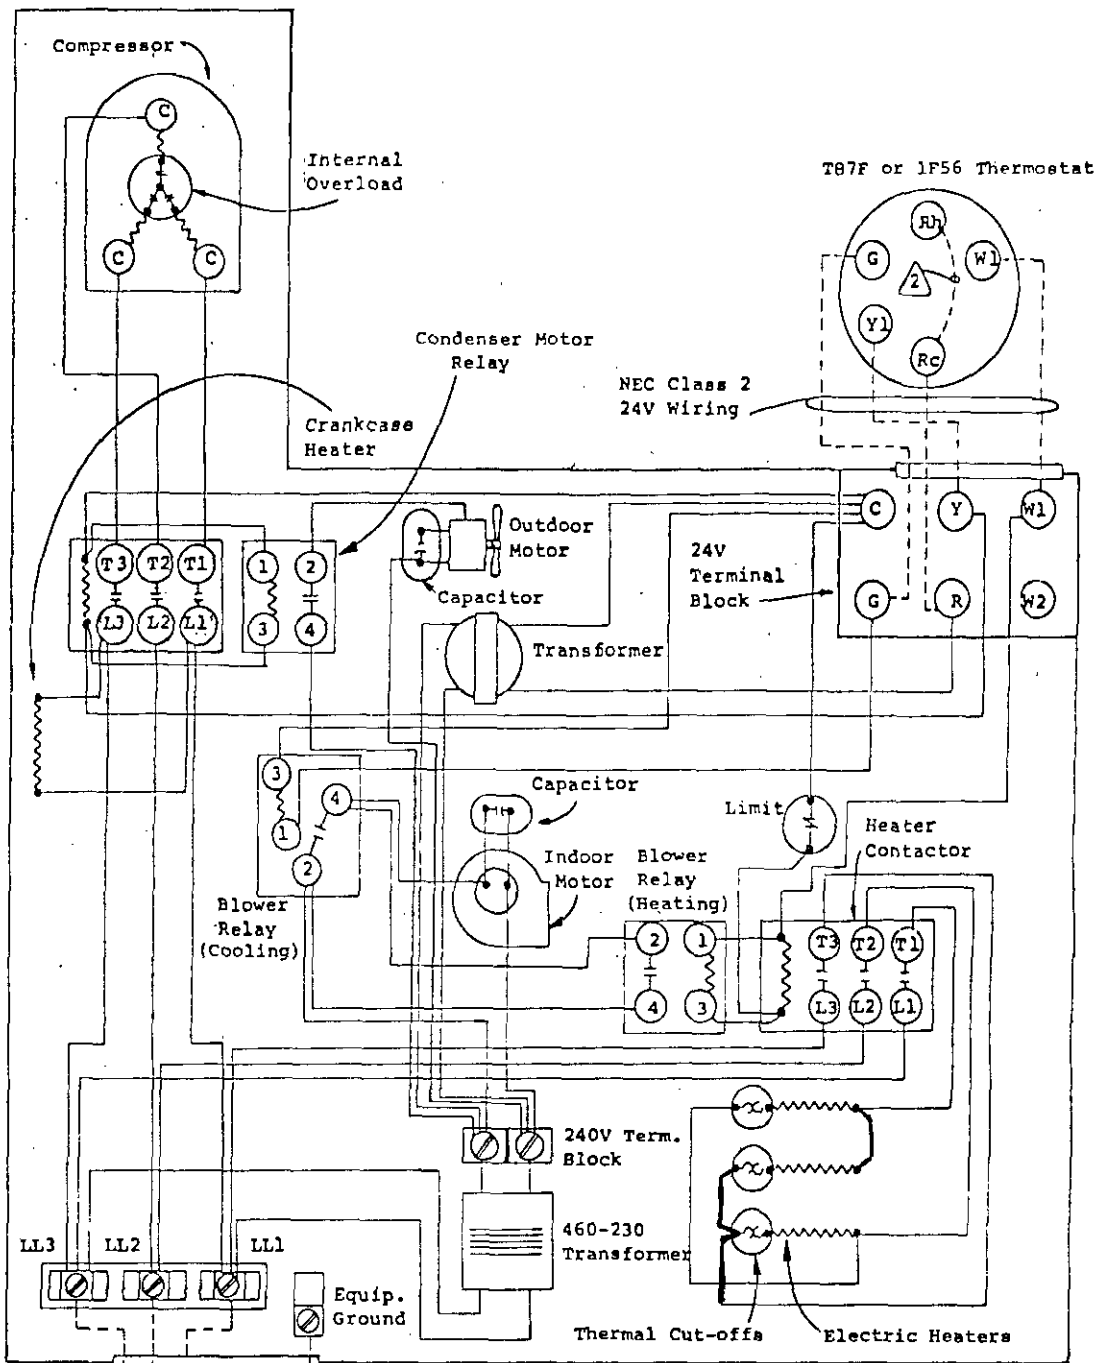 Compressor
C
Internal
Overload
C
C
T87F or 1F56 Thermostat
Rh
G
W1
2
Y1
Rc
Condenser Motor
Relay
NEC Class 2
24V Wiring
Crankcase
Heater
C
Y
W1
Outdoor
Motor
24V
Terminal
Block
T3
T2
T1
1
2
Capacitor
G
R
W2
L3
L2
L1
3
4
Transformer
3
4
1
2
Capacitor
Limit
Heater
Contactor
Indoor
Motor
Blower
Relay
(Heating)
Blower
Relay
(Cooling)
2
1
T3
T2
T1
4
3
L3
L2
L1
240V Term.
Block
460-230
Transformer
LL3
LL2
LL1
Equip.
Ground
Thermal Cut-offs
Electric Heaters